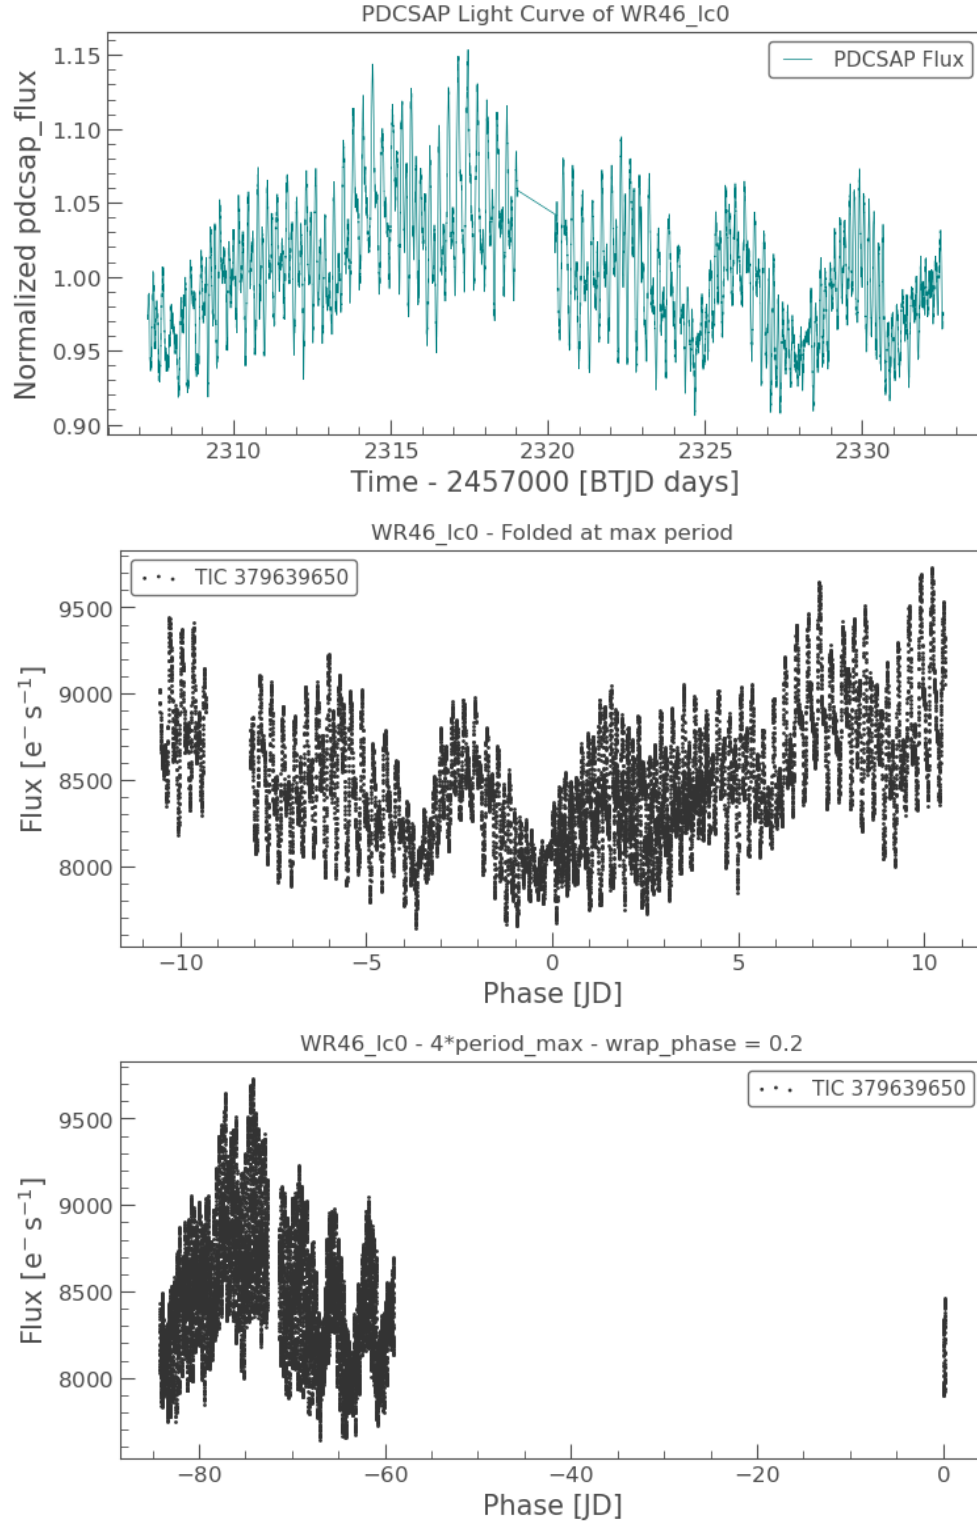 PDCSAP Light Curve of WR46_lc0
1.15
1.10
1.05
1.00
0.95
0.90
Normalized pdcsap_flux
PDCSAP Flux
2310 2315 2320 2325 2330
Time - 2457000 [BTJD days]
WR46_lc0 - Folded at max period
TIC 379639650
9500
9000
8500
8000
Flux [e⁻ s⁻¹]
−10 −5 0 5 10
Phase [JD]
WR46_lc0 - 4*period_max - wrap_phase = 0.2
TIC 379639650
9500
9000
8500
8000
Flux [e⁻ s⁻¹]
−80 −60 −40 −20 0
Phase [JD]